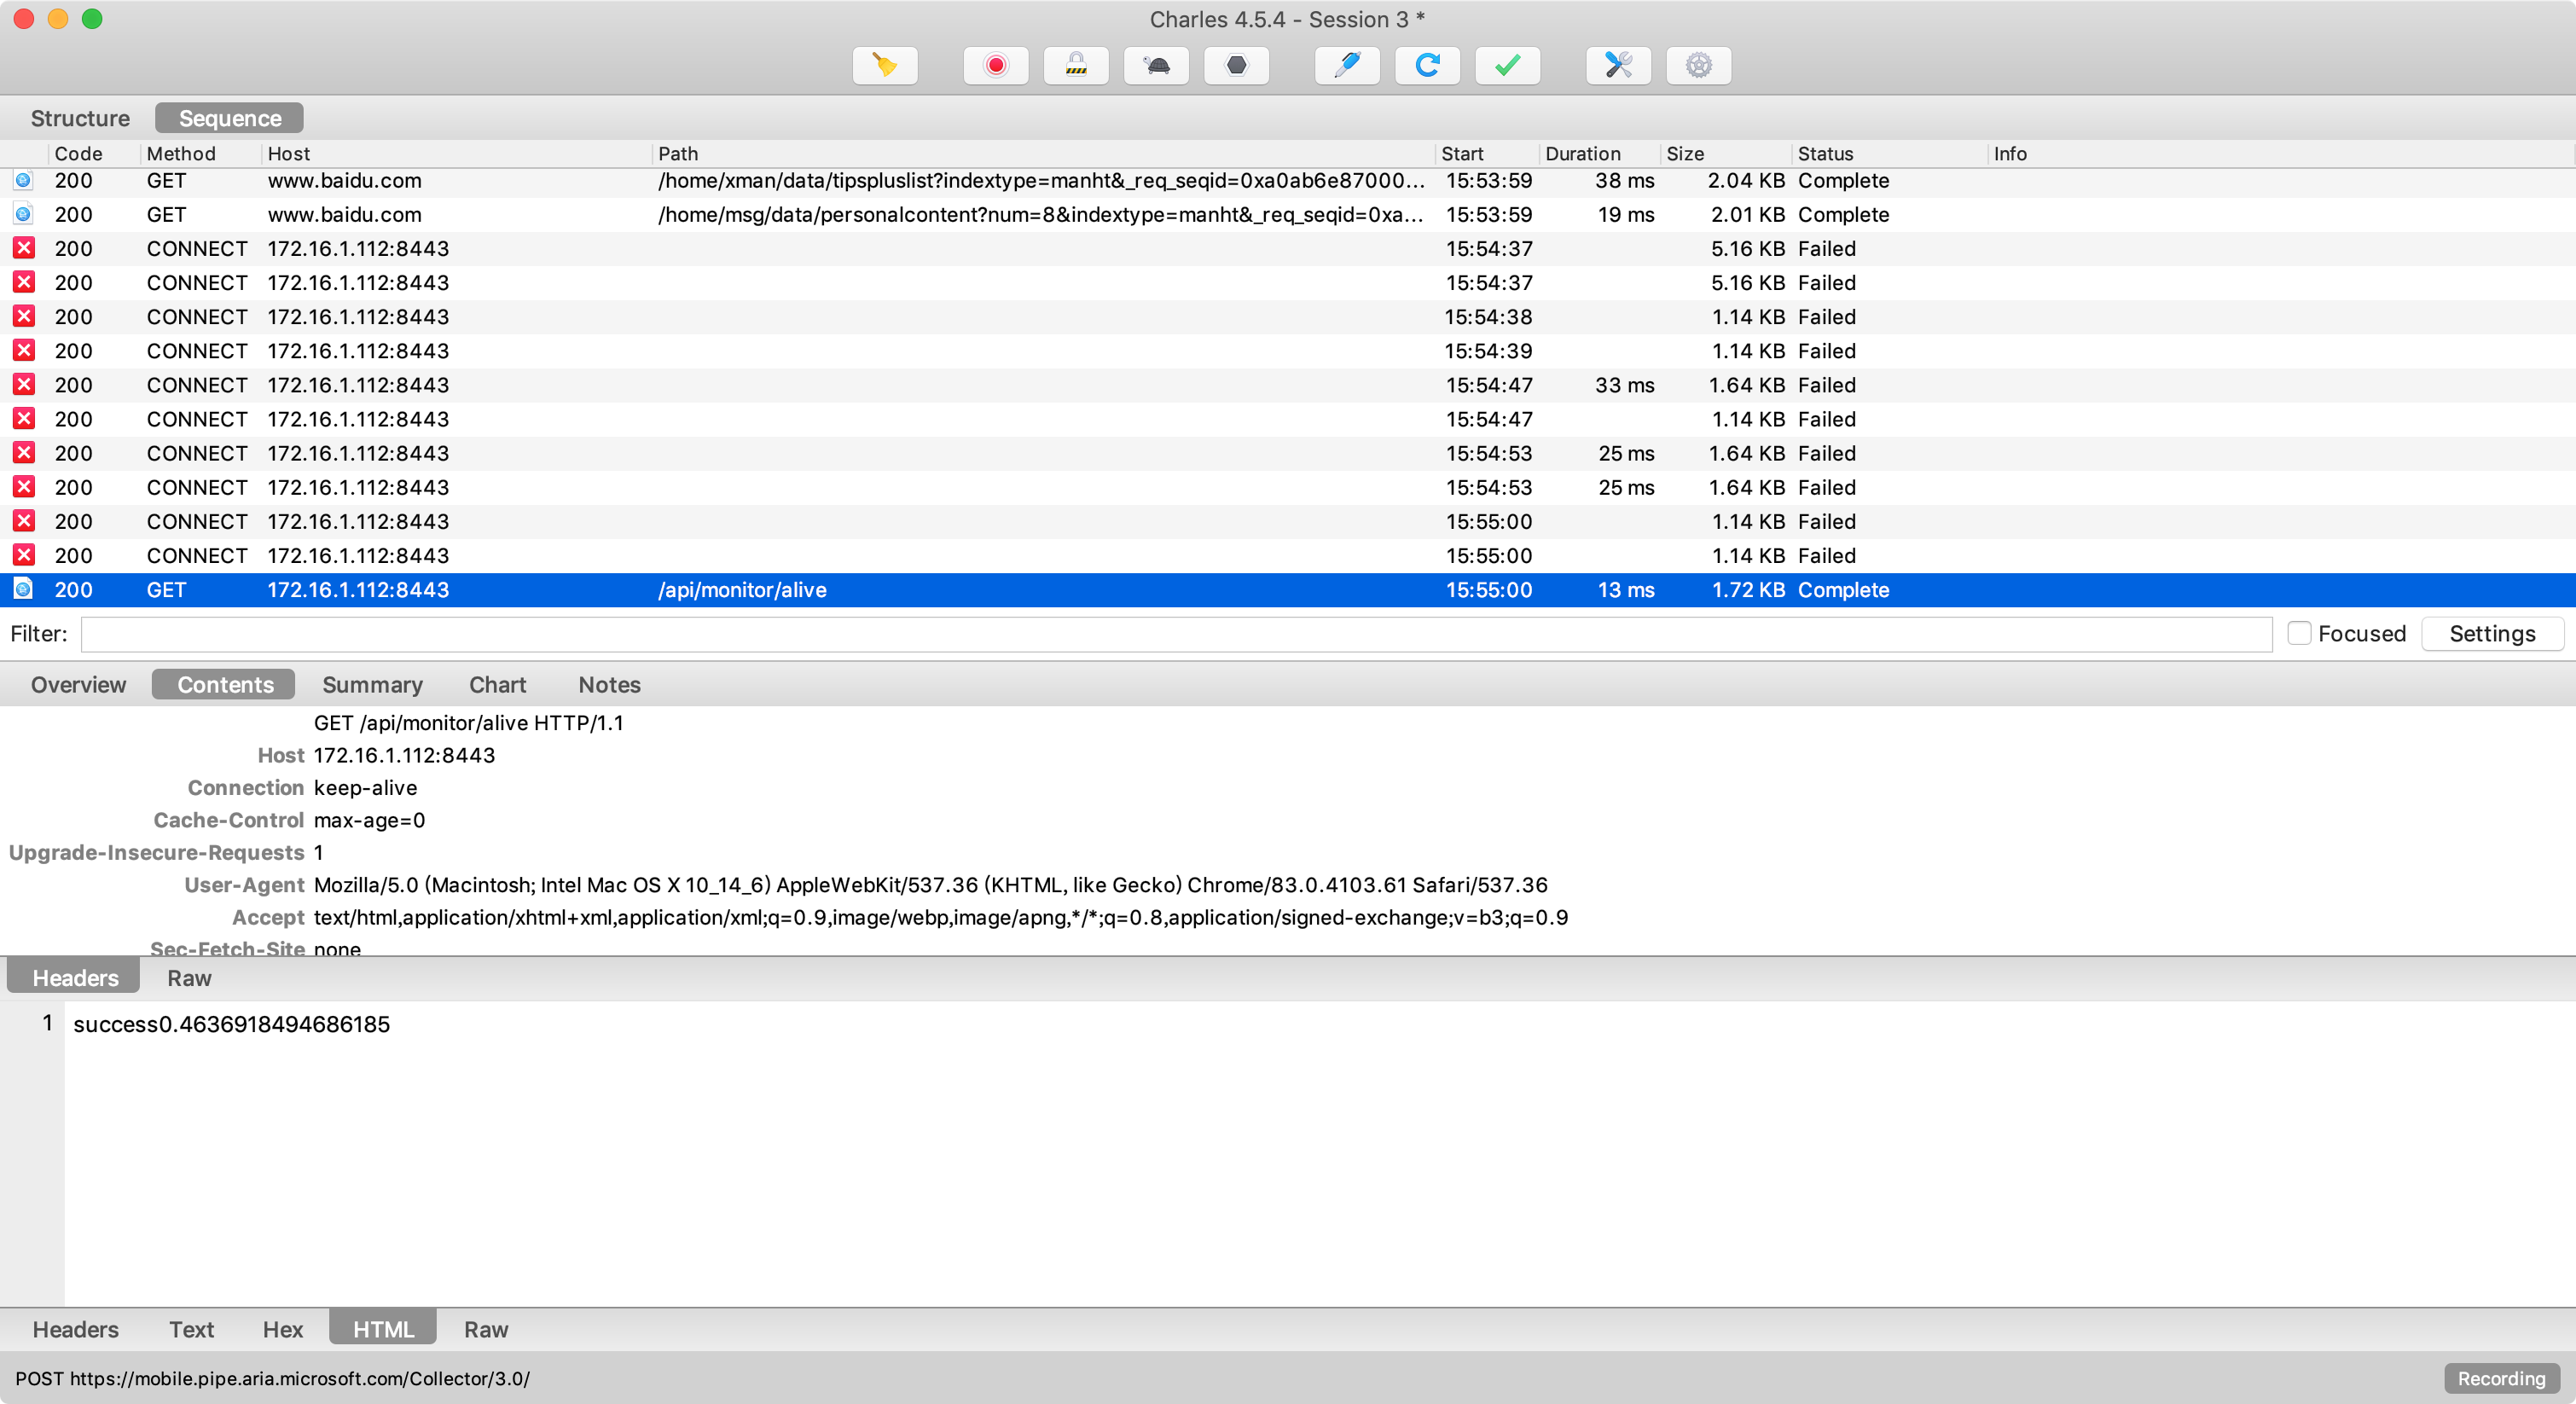 Charles 4.5.4 - Session 3 *
Structure Sequence
Code Method Host Path Start Duration Size Status Info
200 GET www.baidu.com /home/xman/data/tipspluslist?indextype=manht&_req_seqid=0xa0ab6e87000... 15:53:59 38 ms 2.04 KB Complete
200 GET www.baidu.com /home/msg/data/personalcontent?num=8&indextype=manht&_req_seqid=0xa... 15:53:59 19 ms 2.01 KB Complete
200 CONNECT 172.16.1.112:8443 15:54:37 5.16 KB Failed
200 CONNECT 172.16.1.112:8443 15:54:37 5.16 KB Failed
200 CONNECT 172.16.1.112:8443 15:54:38 1.14 KB Failed
200 CONNECT 172.16.1.112:8443 15:54:39 1.14 KB Failed
200 CONNECT 172.16.1.112:8443 15:54:47 33 ms 1.64 KB Failed
200 CONNECT 172.16.1.112:8443 15:54:47 1.14 KB Failed
200 CONNECT 172.16.1.112:8443 15:54:53 25 ms 1.64 KB Failed
200 CONNECT 172.16.1.112:8443 15:54:53 25 ms 1.64 KB Failed
200 CONNECT 172.16.1.112:8443 15:55:00 1.14 KB Failed
200 CONNECT 172.16.1.112:8443 15:55:00 1.14 KB Failed
200 GET 172.16.1.112:8443 /api/monitor/alive 15:55:00 13 ms 1.72 KB Complete
Filter: Focused Settings
Overview Contents Summary Chart Notes
GET /api/monitor/alive HTTP/1.1
Host 172.16.1.112:8443
Connection keep-alive
Cache-Control max-age=0
Upgrade-Insecure-Requests 1
User-Agent Mozilla/5.0 (Macintosh; Intel Mac OS X 10_14_6) AppleWebKit/537.36 (KHTML, like Gecko) Chrome/83.0.4103.61 Safari/537.36
Accept text/html,application/xhtml+xml,application/xml;q=0.9,image/webp,image/apng,*/*;q=0.8,application/signed-exchange;v=b3;q=0.9
Sec-Fetch-Site none
Headers Raw
1 success0.4636918494686185
Headers Text Hex HTML Raw
POST https://mobile.pipe.aria.microsoft.com/Collector/3.0/ Recording